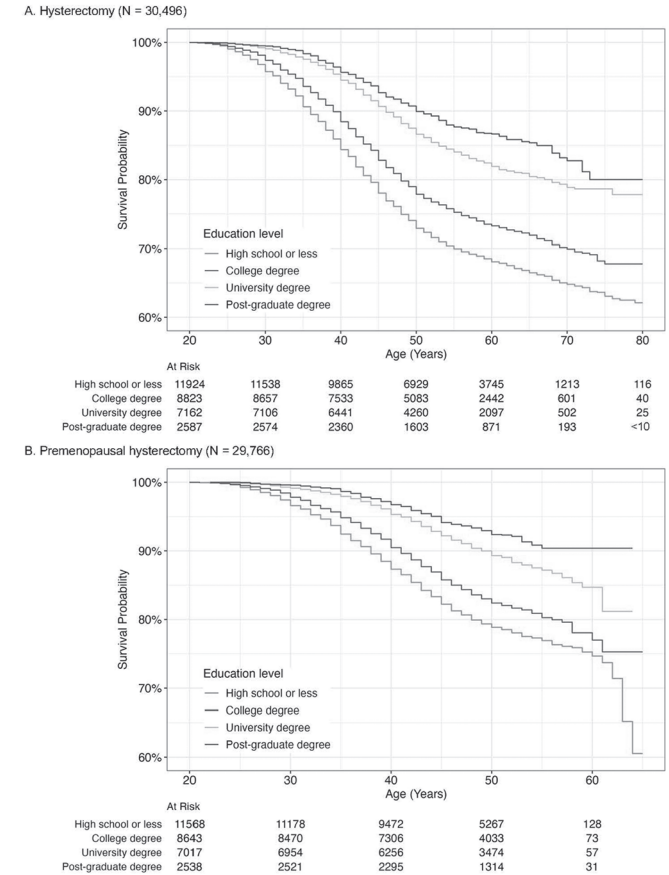 A. Hysterectomy (N = 30,496)
100%
90%
80%
70%
60%
Survival Probability
Education level
High school or less
College degree
University degree
Post-graduate degree
20 30 40 50 60 70 80
Age (Years)
At Risk
High school or less 11924 11538 9865 6929 3745 1213 116
College degree 8823 8657 7533 5083 2442 601 40
University degree 7162 7106 6441 4260 2097 502 25
Post-graduate degree 2587 2574 2360 1603 871 193 <10
B. Premenopausal hysterectomy (N = 29,766)
100%
90%
80%
70%
60%
Survival Probability
Education level
High school or less
College degree
University degree
Post-graduate degree
20 30 40 50 60
Age (Years)
At Risk
High school or less 11568 11178 9472 5267 128
College degree 8643 8470 7306 4033 73
University degree 7017 6954 6256 3474 57
Post-graduate degree 2538 2521 2295 1314 31